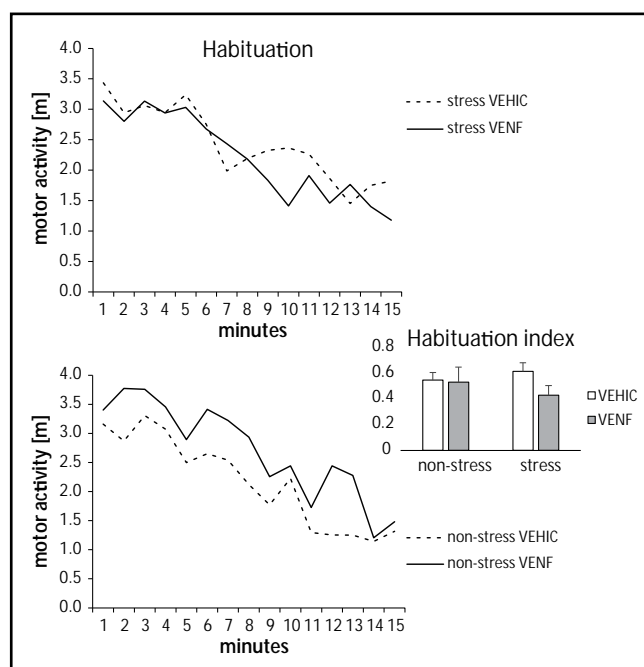 Habituation
motor activity [m]
4.0
3.5
3.0
2.5
2.0
1.5
1.0
0.5
0.0
1 2 3 4 5 6 7 8 9 10 11 12 13 14 15
minutes
stress VEHIC
stress VENF
Habituation index
0.8
0.6
0.4
0.2
0
non-stress stress
VEHIC
VENF
motor activity [m]
4.0
3.5
3.0
2.5
2.0
1.5
1.0
0.5
0.0
1 2 3 4 5 6 7 8 9 10 11 12 13 14 15
minutes
non-stress VEHIC
non-stress VENF